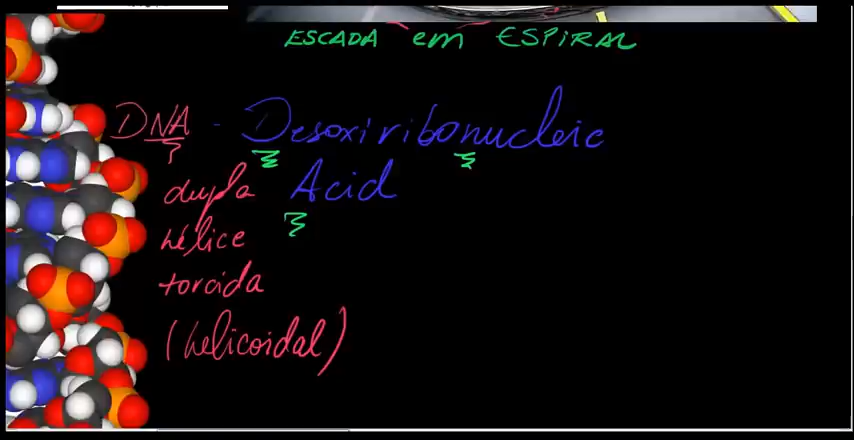 ESCADA em ESPIRAL
DNA - Desoxiribonucleic
Acid
dupla
hélice
torcida
(helicoidal)